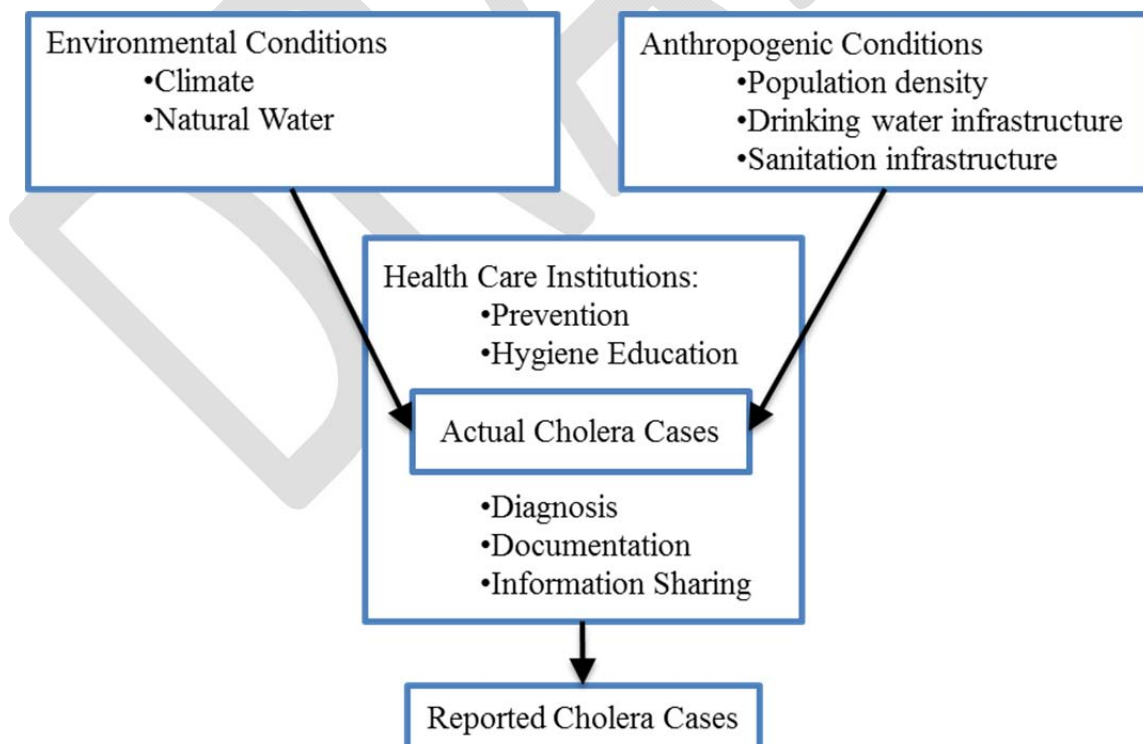 Environmental Conditions
•Climate
•Natural Water
Anthropogenic Conditions
•Population density
•Drinking water infrastructure
•Sanitation infrastructure
Health Care Institutions:
•Prevention
•Hygiene Education
Actual Cholera Cases
•Diagnosis
•Documentation
•Information Sharing
Reported Cholera Cases